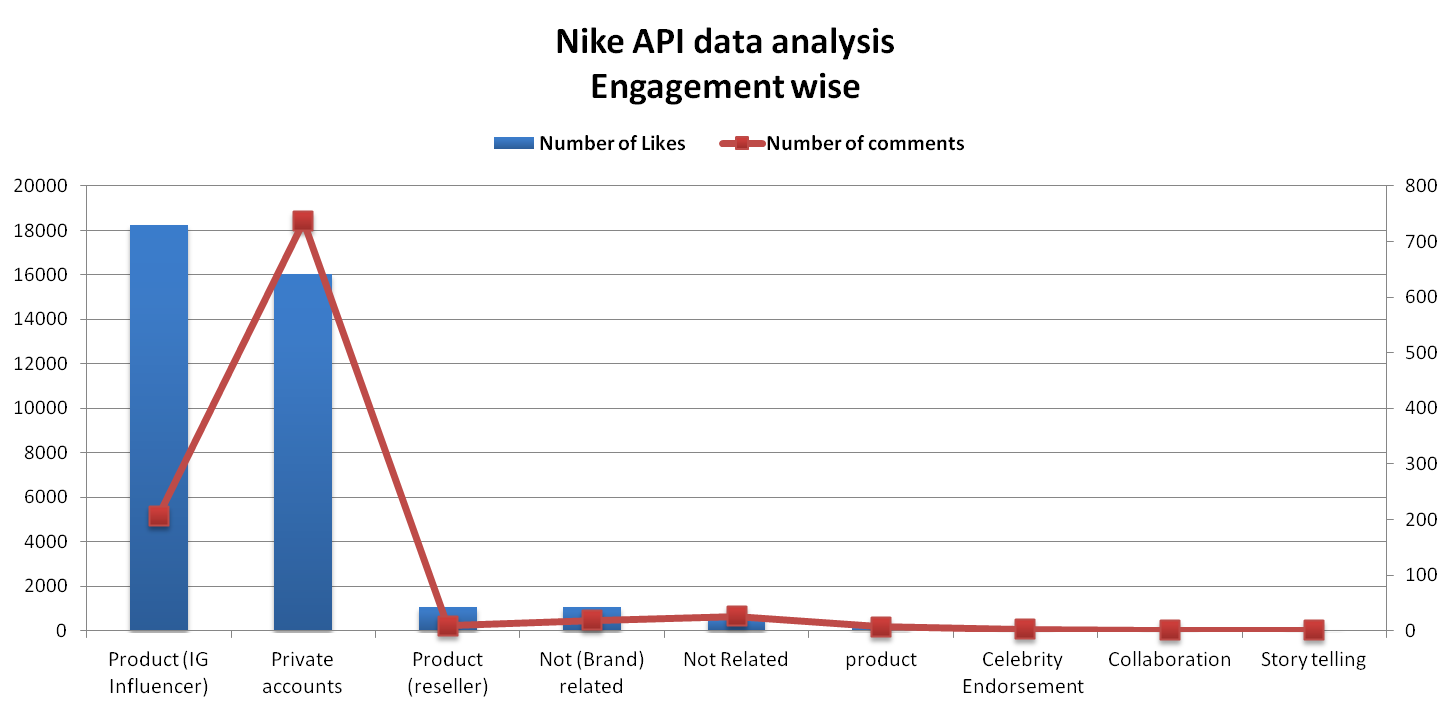 Nike API data analysis
Engagement wise
Number of Likes Number of comments
20000 800
18000 700
16000 600
14000 500
12000 400
10000 300
8000 200
6000 100
4000 0
2000
0
Product (IG Influencer)
Private accounts
Product (reseller)
Not (Brand) related
Not Related
product
Celebrity Endorsement
Collaboration
Story telling